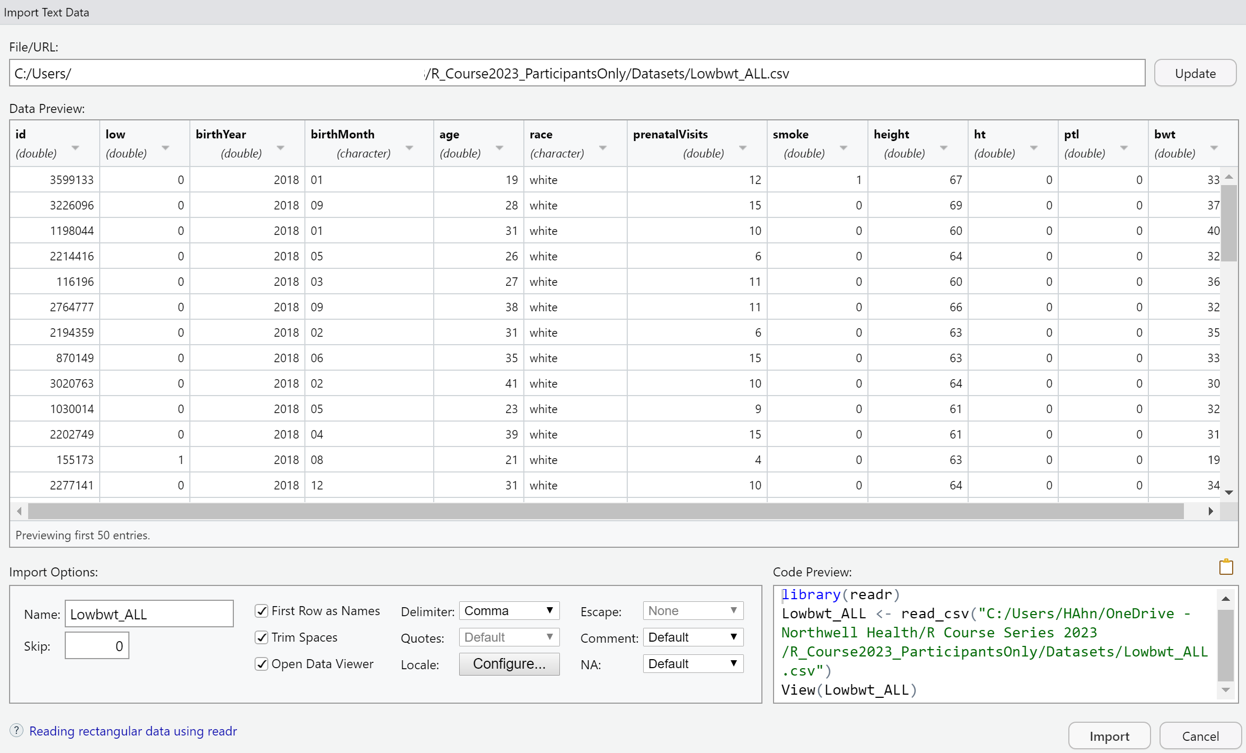 Import Text Data
File/URL:
C:/Users/ /R_Course2023_ParticipantsOnly/Datasets/Lowbwt_ALL.csv Update
Data Preview:
id low birthYear birthMonth age race prenatalVisits smoke height ht ptl bwt
(double) (double) (double) (character) (double) (character) (double) (double) (double) (double) (double) (double)
3599133 0 2018 01 19 white 12 1 67 0 0 33
3226096 0 2018 09 28 white 15 0 69 0 0 37
1198044 0 2018 01 31 white 10 0 60 0 0 40
2214416 0 2018 05 26 white 6 0 64 0 0 32
116196 0 2018 03 27 white 11 0 60 0 0 36
2764777 0 2018 09 38 white 11 0 66 0 0 32
2194359 0 2018 02 31 white 6 0 63 0 0 35
870149 0 2018 06 35 white 15 0 63 0 0 33
3020763 0 2018 02 41 white 10 0 64 0 0 30
1030014 0 2018 05 23 white 9 0 61 0 0 32
2202749 0 2018 04 39 white 15 0 61 0 0 31
155173 1 2018 08 21 white 4 0 63 0 0 19
2277141 0 2018 12 31 white 10 0 64 0 0 34
Previewing first 50 entries.
Import Options:
Name: Lowbwt_ALL
Skip: 0
First Row as Names
Trim Spaces
Open Data Viewer
Delimiter: Comma
Quotes: Default
Locale: Configure...
Escape: None
Comment: Default
NA: Default
Code Preview:
library(readr)
Lowbwt_ALL <- read_csv("C:/Users/HAhn/OneDrive -
Northwell Health/R Course Series 2023
/R_Course2023_ParticipantsOnly/Datasets/Lowbwt_ALL
.csv")
View(Lowbwt_ALL)
? Reading rectangular data using readr
Import Cancel